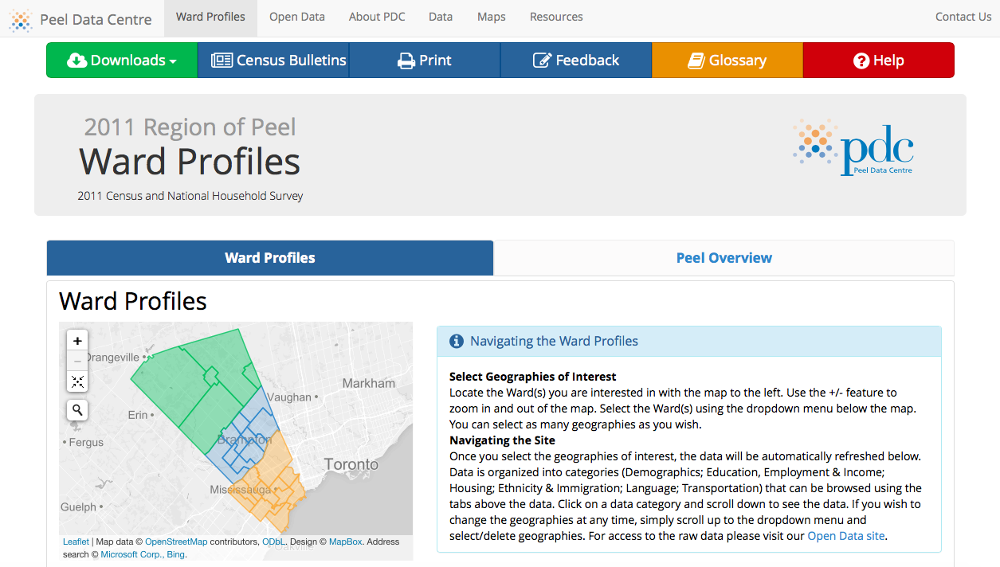 Peel Data Centre Ward Profiles Open Data About PDC Data Maps Resources Contact Us
Downloads Census Bulletins Print Feedback Glossary Help
2011 Region of Peel
Ward Profiles
2011 Census and National Household Survey
pdc
Peel Data Centre
Ward Profiles Peel Overview
Ward Profiles
+
−
Orangeville
Markham
Vaughan
Erin
Brampton
Fergus
Toronto
Mississauga
Guelph
Oakville
Leaflet | Map data © OpenStreetMap contributors, ODbL. Design © MapBox. Address
search © Microsoft Corp., Bing.
Navigating the Ward Profiles
Select Geographies of Interest
Locate the Ward(s) you are interested in with the map to the left. Use the +/- feature to
zoom in and out of the map. Select the Ward(s) using the dropdown menu below the map.
You can select as many geographies as you wish.
Navigating the Site
Once you select the geographies of interest, the data will be automatically refreshed below.
Data is organized into categories (Demographics; Education, Employment & Income;
Housing; Ethnicity & Immigration; Language; Transportation) that can be browsed using the
tabs above the data. Click on a data category and scroll down to see the data. If you wish to
change the geographies at any time, simply scroll up to the dropdown menu and
select/delete geographies. For access to the raw data please visit our Open Data site.